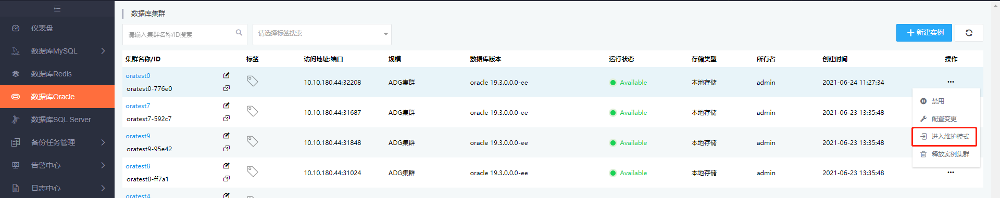 仪表盘
数据库MySQL
数据库Redis
数据库Oracle
数据库SQL Server
备份任务管理
告警中心
日志中心
数据库集群
请输入集群名称/ID搜索
请选择标签搜索
新建实例
集群名称/ID 标签 访问地址:端口 规模 数据库版本 运行状态 存储类型 所有者 创建时间 操作
oratest0
oratest0-776e0
10.10.180.44:32208 ADG集群 oracle 19.3.0.0.0-ee Available 本地存储 admin 2021-06-24 11:27:34 ...
oratest7
oratest7-592c7
10.10.180.44:31687 ADG集群 oracle 19.3.0.0.0-ee Available 本地存储 admin 2021-06-23 13:35:48
oratest9
oratest9-95e42
10.10.180.44:31848 ADG集群 oracle 19.3.0.0.0-ee Available 本地存储 admin 2021-06-23 13:35:48
oratest8
oratest8-ff7a1
10.10.180.44:31024 ADG集群 oracle 19.3.0.0.0-ee Available 本地存储 admin 2021-06-23 13:35:48 ...
oratest4
禁用
配置变更
进入维护模式
释放实例集群